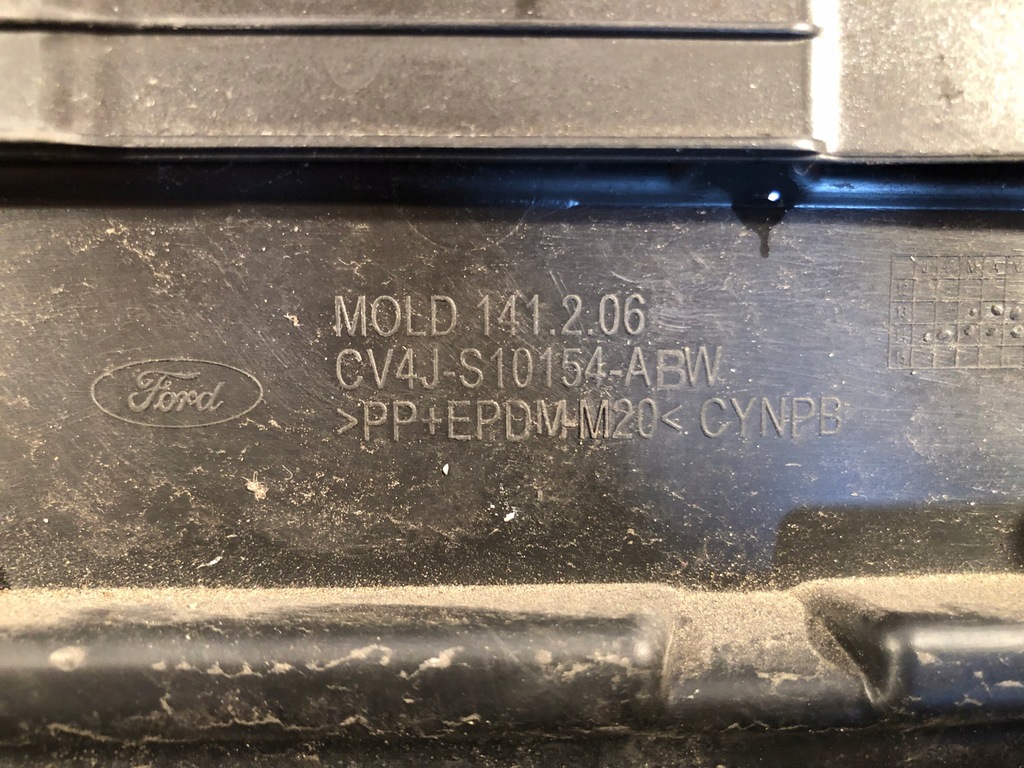 MOLD 141.2.06
CV4J-S10154-ABW
Ford
>PP+EPDM-M20< CYNPB